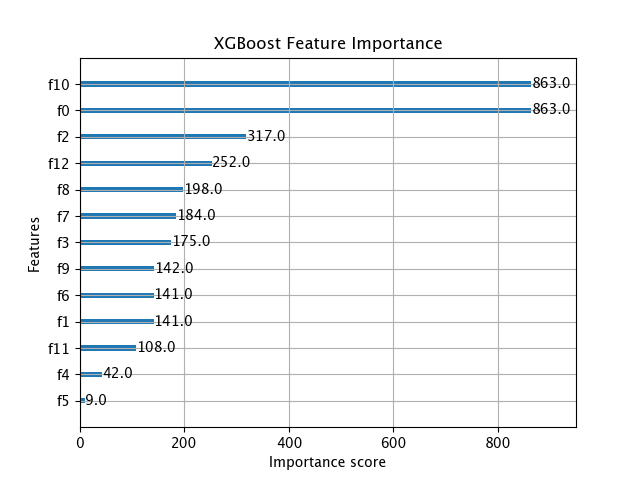 XGBoost Feature Importance
f10 863.0
f0 863.0
f2 317.0
f12 252.0
f8 198.0
f7 184.0
f3 175.0
f9 142.0
f6 141.0
f1 141.0
f11 108.0
f4 42.0
f5 9.0
Features
0 200 400 600 800
Importance score